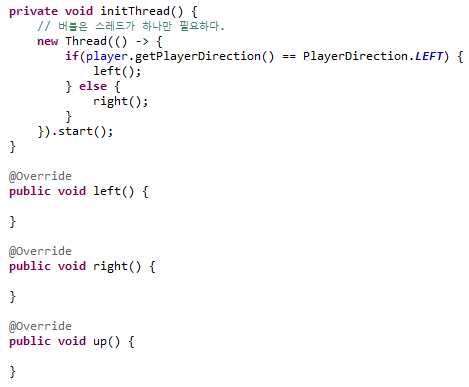 private void initThread() {
    // 버블은 스레드가 하나만 필요하다.
    new Thread(() -> {
        if(player.getPlayerDirection() == PlayerDirection.LEFT) {
            left();
        } else {
            right();
        }
    }).start();
}
@Override
public void left() {
}
@Override
public void right() {
}
@Override
public void up() {
}